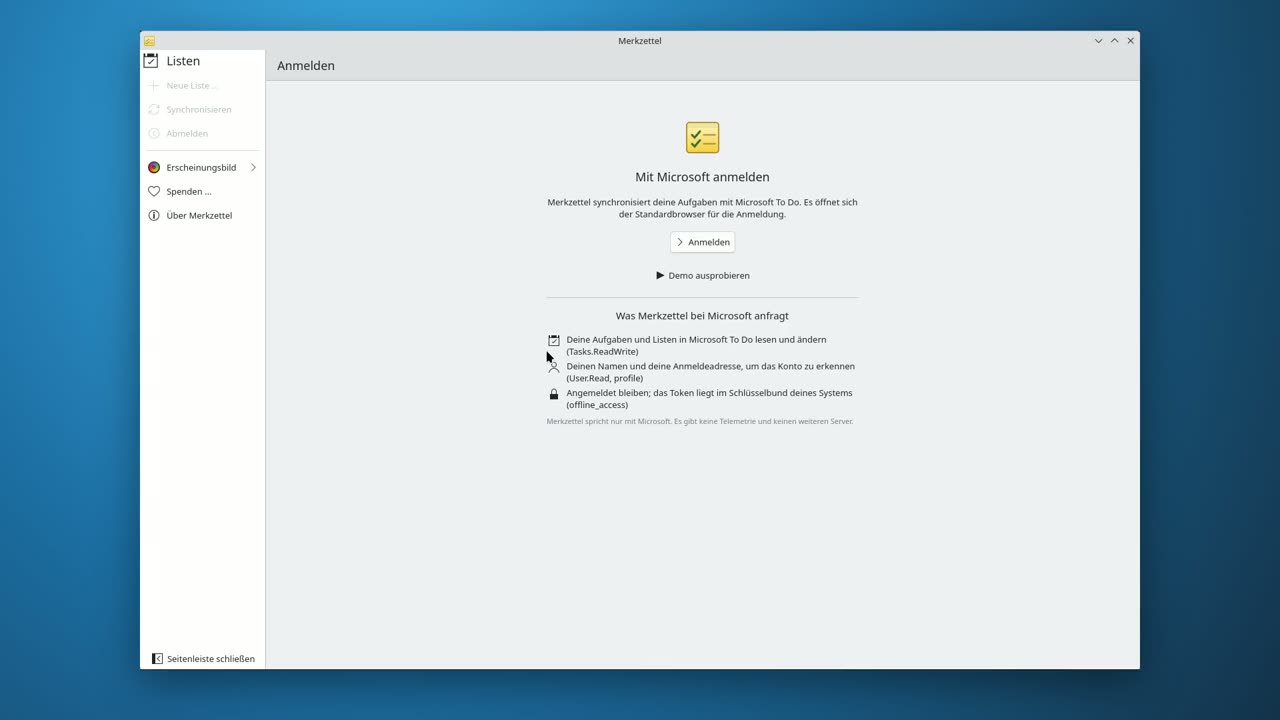 Merkzettel
Listen
Neue Liste ...
Synchronisieren
Abmelden
Erscheinungsbild
Spenden ...
Über Merkzettel
Seitenleiste schließen
Anmelden
Mit Microsoft anmelden
Merkzettel synchronisiert deine Aufgaben mit Microsoft To Do. Es öffnet sich
der Standardbrowser für die Anmeldung.
Anmelden
Demo ausprobieren
Was Merkzettel bei Microsoft anfragt
Deine Aufgaben und Listen in Microsoft To Do lesen und ändern
(Tasks.ReadWrite)
Deinen Namen und deine Anmeldeadresse, um das Konto zu erkennen
(User.Read, profile)
Angemeldet bleiben; das Token liegt im Schlüsselbund deines Systems
(offline_access)
Merkzettel spricht nur mit Microsoft. Es gibt keine Telemetrie und keinen weiteren Server.